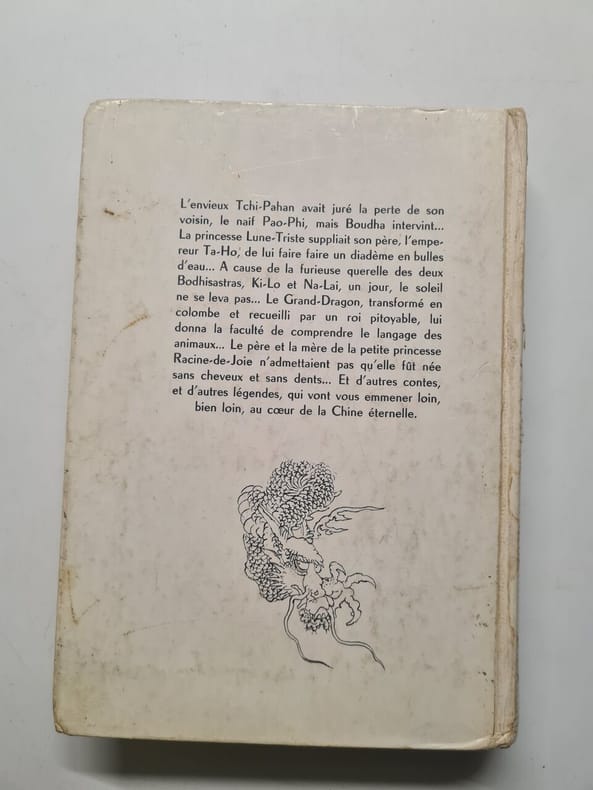 L'envieux Tchi-Pahan avait juré la perte de son
voisin, le naïf Pao-Phi, mais Boudha intervint...
La princesse Lune-Triste suppliait son père, l'empe-
reur Ta-Ho, de lui faire faire un diadème en bulles
d'eau... A cause de la furieuse querelle des deux
Bodhisastras, Ki-Lo et Na-Lai, un jour, le soleil
ne se leva pas... Le Grand-Dragon, transformé en
colombe et recueilli par un roi pitoyable, lui
donna la faculté de comprendre le langage des
animaux... Le père et la mère de la petite princesse
Racine-de-Joie n'admettaient pas qu'elle fût née
sans cheveux et sans dents... Et d'autres contes,
et d'autres légendes, qui vont vous emmener loin,
bien loin, au cœur de la Chine éternelle.